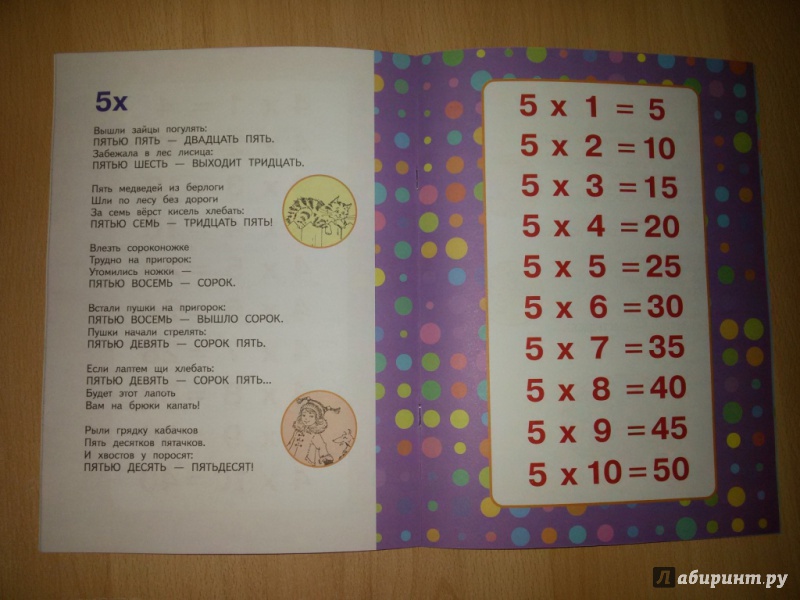 5x
Вышли зайцы погулять:
ПЯТЬЮ ПЯТЬ — ДВАДЦАТЬ ПЯТЬ.
Забежала в лес лисица:
ПЯТЬЮ ШЕСТЬ — ВЫХОДИТ ТРИДЦАТЬ.
Пять медведей из берлоги
Шли по лесу без дороги
За семь вёрст кисель хлебать:
ПЯТЬЮ СЕМЬ — ТРИДЦАТЬ ПЯТЬ!
Влезть сороконожке
Трудно на пригорок:
Утомились ножки —
ПЯТЬЮ ВОСЕМЬ — СОРОК.
Встали пушки на пригорок:
ПЯТЬЮ ВОСЕМЬ — ВЫШЛО СОРОК.
Пушки начали стрелять:
ПЯТЬЮ ДЕВЯТЬ — СОРОК ПЯТЬ.
Если лаптем щи хлебать:
ПЯТЬЮ ДЕВЯТЬ — СОРОК ПЯТЬ...
Будет этот лапоть
Вам на брюки капать!
Рыли грядку кабачков
Пять десятков пятачков.
И хвостов у поросят:
ПЯТЬЮ ДЕСЯТЬ — ПЯТЬДЕСЯТ!
5 x 1 = 5
5 x 2 = 10
5 x 3 = 15
5 x 4 = 20
5 x 5 = 25
5 x 6 = 30
5 x 7 = 35
5 x 8 = 40
5 x 9 = 45
5 x 10 = 50
Лабиринт.ру